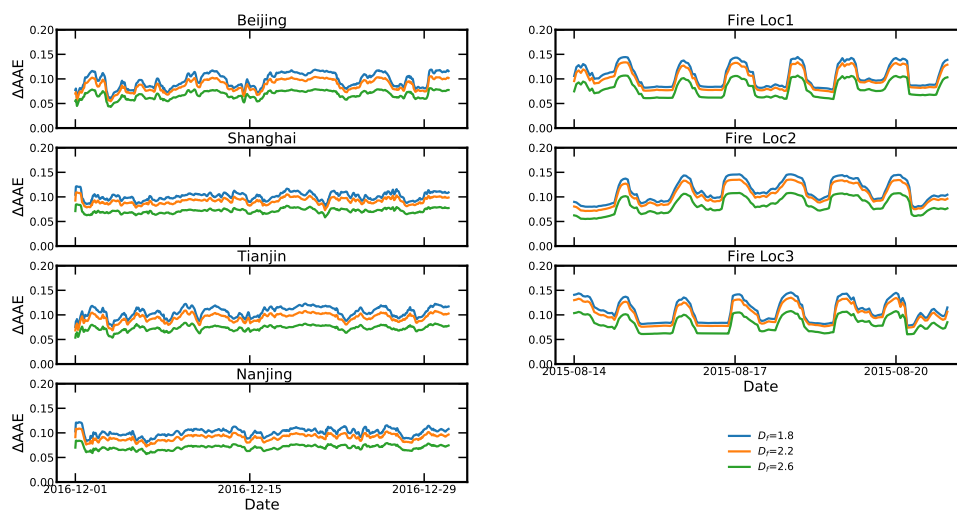 Beijing
0.20
0.15
0.10
0.05
0.00
ΔAAE
Shanghai
0.20
0.15
0.10
0.05
0.00
ΔAAE
Tianjin
0.20
0.15
0.10
0.05
0.00
ΔAAE
Nanjing
0.20
0.15
0.10
0.05
0.00
ΔAAE
2016-12-01
2016-12-15
2016-12-29
Date
Fire Loc1
0.20
0.15
0.10
0.05
0.00
Fire Loc2
0.20
0.15
0.10
0.05
0.00
Fire Loc3
0.20
0.15
0.10
0.05
0.00
2015-08-14
2015-08-17
2015-08-20
Date
D_f=1.8
D_f=2.2
D_f=2.6